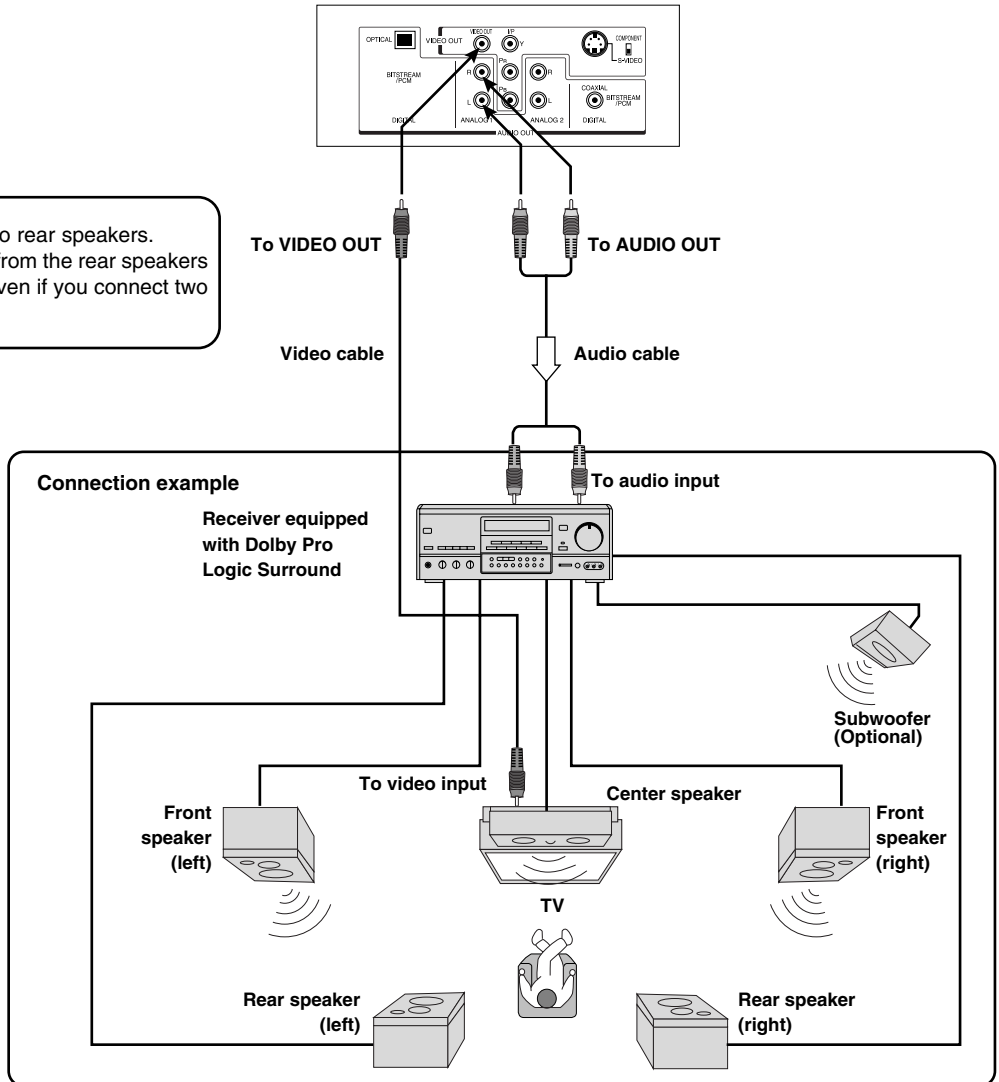 VIDEO OUT
I/P
OPTICAL
VIDEO OUT
Y
COMPONENT
S-VIDEO
BITSTREAM
/PCM
R
PB
R
L
PR
L
COAXIAL
BITSTREAM
/PCM
DIGITAL
ANALOG 1
ANALOG 2
DIGITAL
AUDIO OUT
o rear speakers.
from the rear speakers
ven if you connect two
To VIDEO OUT
To AUDIO OUT
Video cable
Audio cable
Connection example
To audio input
Receiver equipped
with Dolby Pro
Logic Surround
Subwoofer
(Optional)
To video input
Center speaker
Front
speaker
(left)
Front
speaker
(right)
TV
Rear speaker
(left)
Rear speaker
(right)